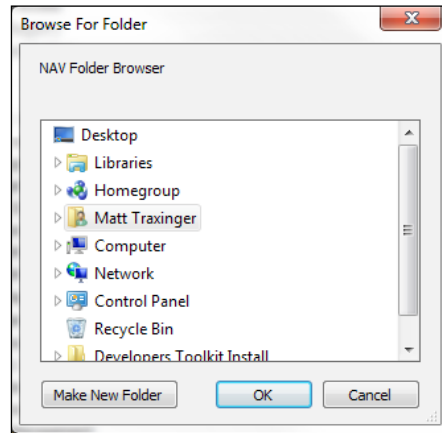 Browse For Folder
NAV Folder Browser
Desktop
Libraries
Homegroup
Matt Traxinger
Computer
Network
Control Panel
Recycle Bin
Developers Toolkit Install
Make New Folder
OK
Cancel